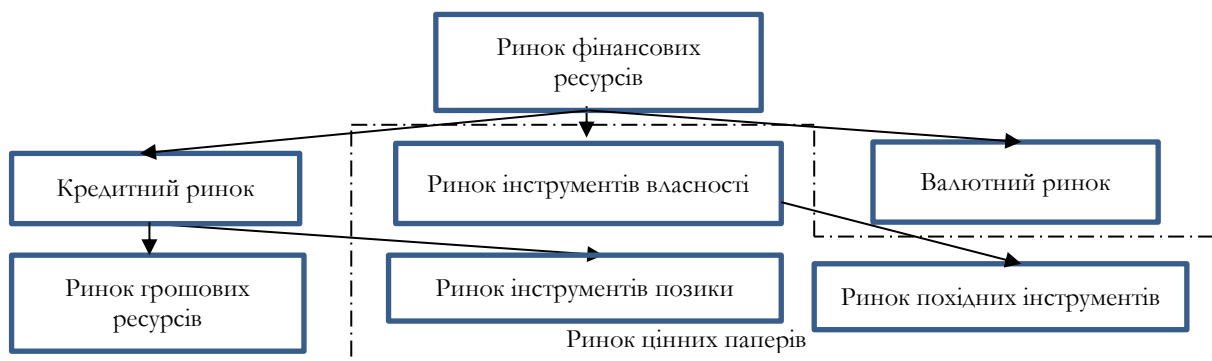 Ринок фінансових
ресурсів
Кредитний ринок
Ринок інструментів власності
Валютний ринок
Ринок грошових
ресурсів
Ринок інструментів позики
Ринок похідних інструментів
Ринок цінних паперів